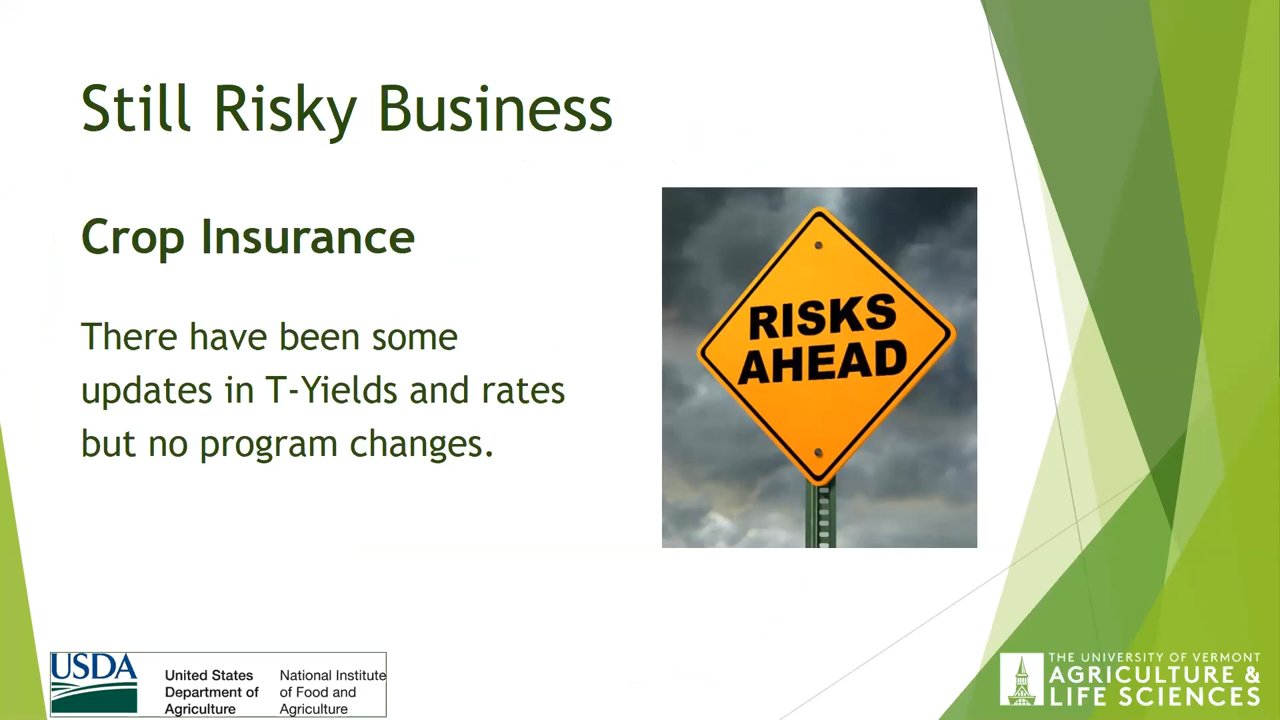 Still Risky Business
Crop Insurance
There have been some
updates in T-Yields and rates
but no program changes.
RISKS
AHEAD
USDA
United States
Department of
Agriculture
National Institute
of Food and
Agriculture
THE UNIVERSITY OF VERMONT
AGRICULTURE &
LIFE SCIENCES